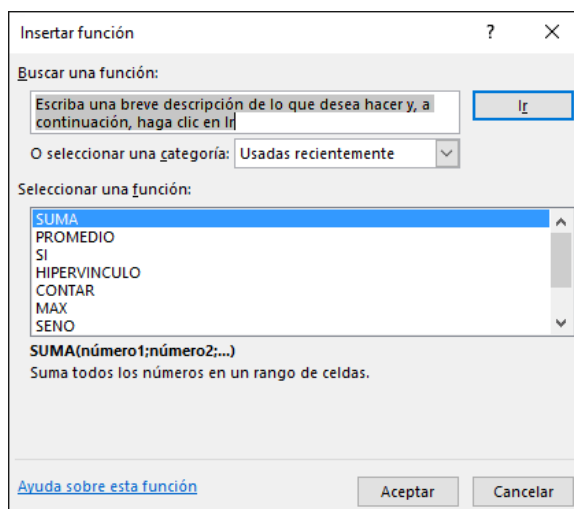 Insertar función
?
Buscar una función:
Escriba una breve descripción de lo que desea hacer y, a
continuación, haga clic en Ir
Ir
O seleccionar una categoría: Usadas recientemente
Seleccionar una función:
SUMA
PROMEDIO
SI
HIPERVINCULO
CONTAR
MAX
SENO
SUMA(número1;número2;...)
Suma todos los números en un rango de celdas.
Ayuda sobre esta función
Aceptar
Cancelar